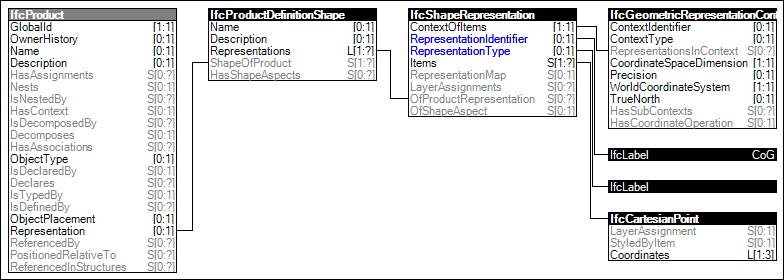 IfcProduct
GlobalId [1:1]
OwnerHistory [0:1]
Name [0:1]
Description [0:1]
HasAssignments S[0:?]
Nests S[0:1]
IsNestedBy S[0:?]
HasContext S[0:1]
IsDecomposedBy S[0:?]
Decomposes S[0:1]
HasAssociations S[0:?]
ObjectType [0:1]
IsDeclaredBy S[0:1]
Declares S[0:?]
IsTypedBy S[0:1]
IsDefinedBy S[0:?]
ObjectPlacement [0:1]
Representation [0:1]
ReferencedBy S[0:?]
PositionedRelativeTo S[0:?]
ReferencedInStructures S[0:?]
IfcProductDefinitionShape
Name [0:1]
Description [0:1]
Representations L[1:?]
ShapeOfProduct S[1:?]
HasShapeAspects S[0:?]
IfcShapeRepresentation
ContextOfItems [1:1]
RepresentationIdentifier [0:1]
RepresentationType [0:1]
Items S[1:?]
RepresentationMap S[0:1]
LayerAssignments S[0:?]
OfProductRepresentation S[0:?]
OfShapeAspect S[0:1]
IfcGeometricRepresentationCon
ContextIdentifier [0:1]
ContextType [0:1]
RepresentationsInContext S[0:?]
CoordinateSpaceDimension [1:1]
Precision [0:1]
WorldCoordinateSystem [1:1]
TrueNorth [0:1]
HasSubContexts S[0:?]
HasCoordinateOperation S[0:1]
IfcLabel CoG
IfcLabel
IfcCartesianPoint
LayerAssignment S[0:1]
StyledByItem S[0:1]
Coordinates L[1:3]